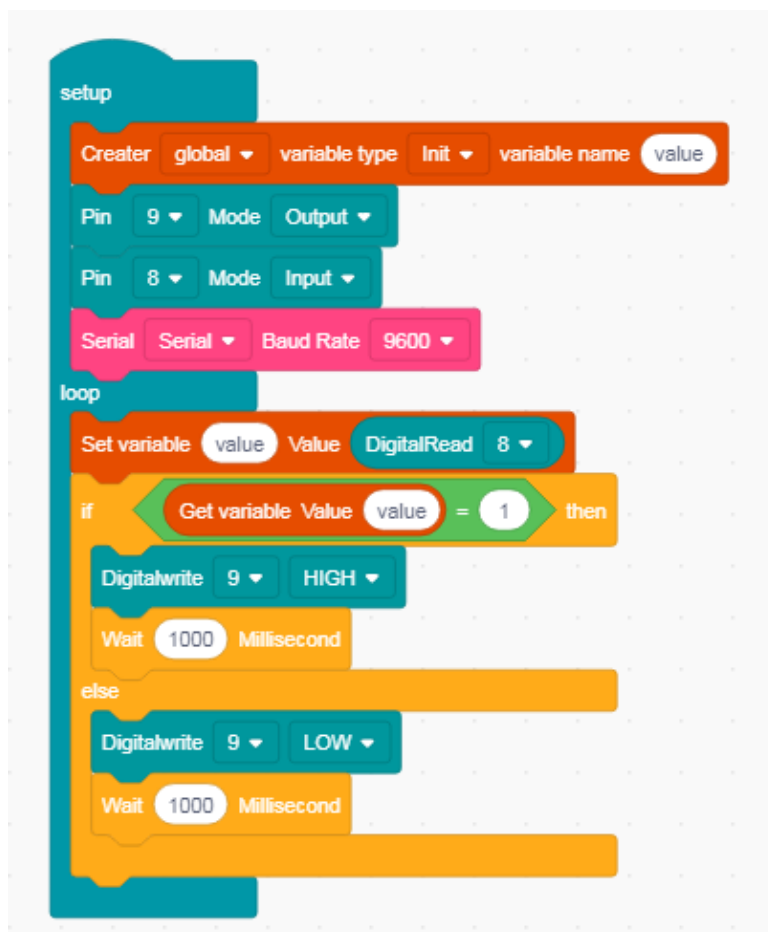 setup
Creater global variable type Init variable name value
Pin 9 Mode Output
Pin 8 Mode Input
Serial Serial Baud Rate 9600
loop
Set variable value Value DigitalRead 8
if Get variable Value value = 1 then
Digitalwrite 9 HIGH
Wait 1000 Millisecond
else
Digitalwrite 9 LOW
Wait 1000 Millisecond